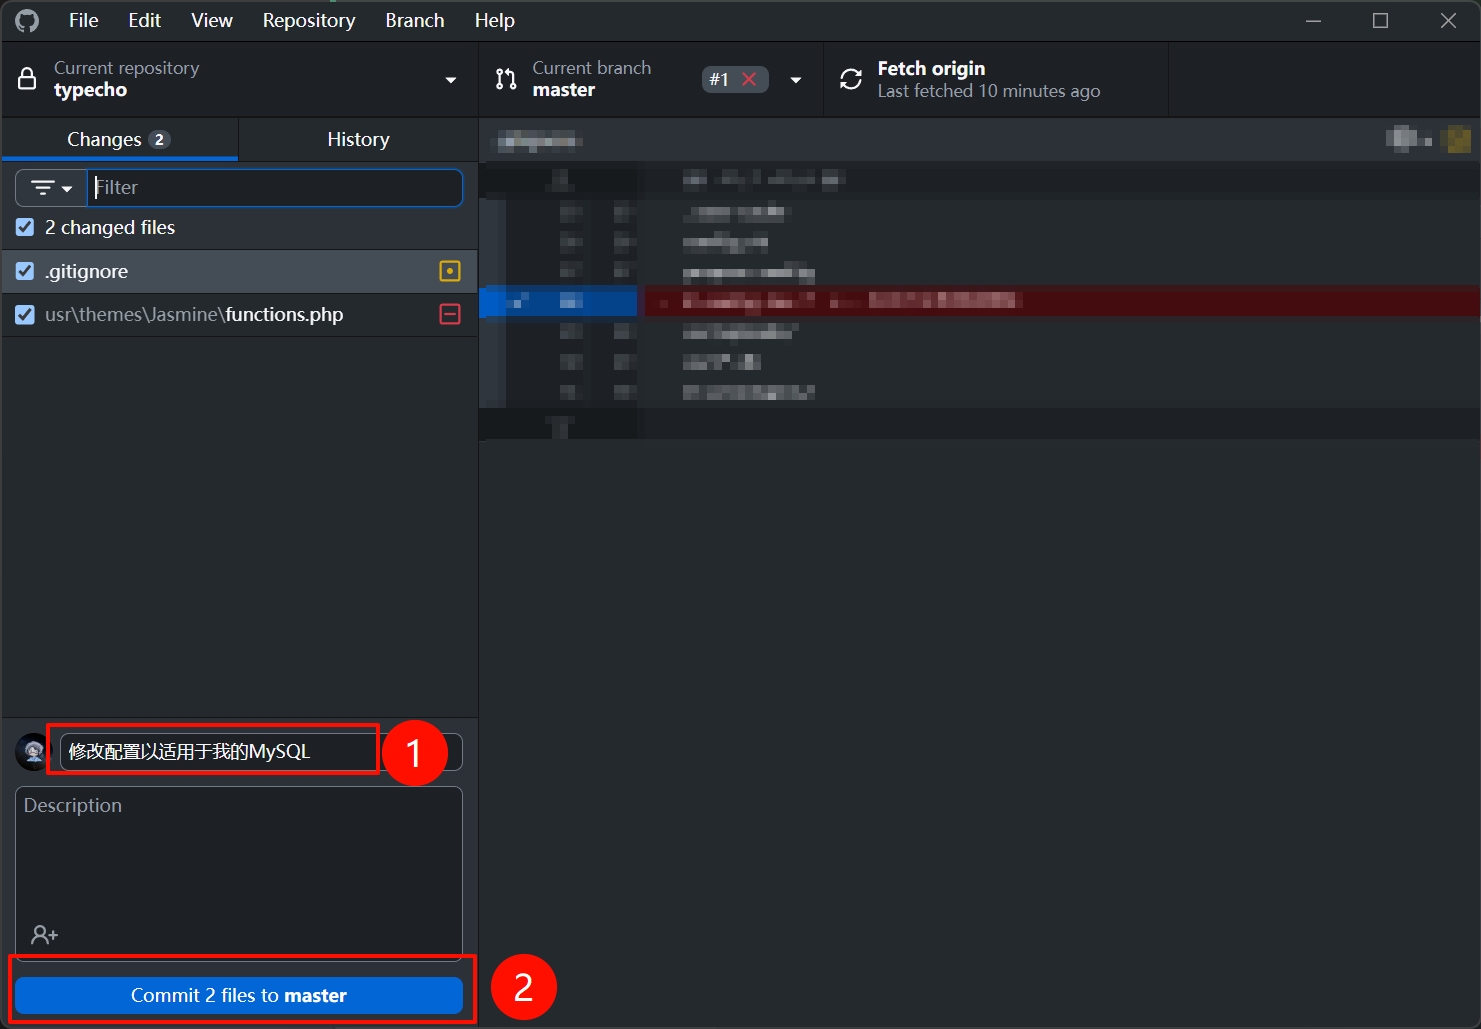 File Edit View Repository Branch Help
Current repository
typecho
Current branch
master
#1
Fetch origin
Last fetched 10 minutes ago
Changes 2
History
Filter
2 changed files
.gitignore
usr\themes\Jasmine\functions.php
修改配置以适用于我的MySQL
1
Description
Commit 2 files to master
2